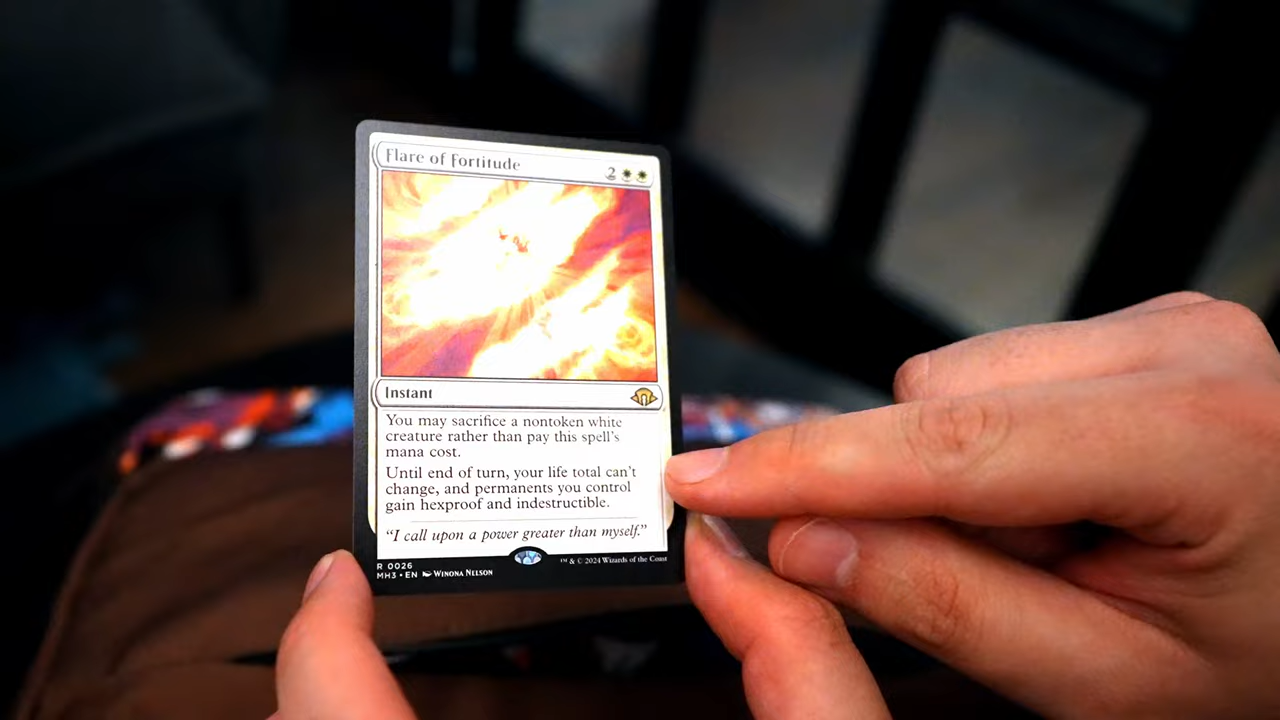 Flare of Fortitude
2
Instant
You may sacrifice a nontoken white
creature rather than pay this spell's
mana cost.
Until end of turn, your life total can't
change, and permanents you control
gain hexproof and indestructible.
"I call upon a power greater than myself."
R 0026
MH3 • EN WINONA NELSON
™ & © 2024 Wizards of the Coast